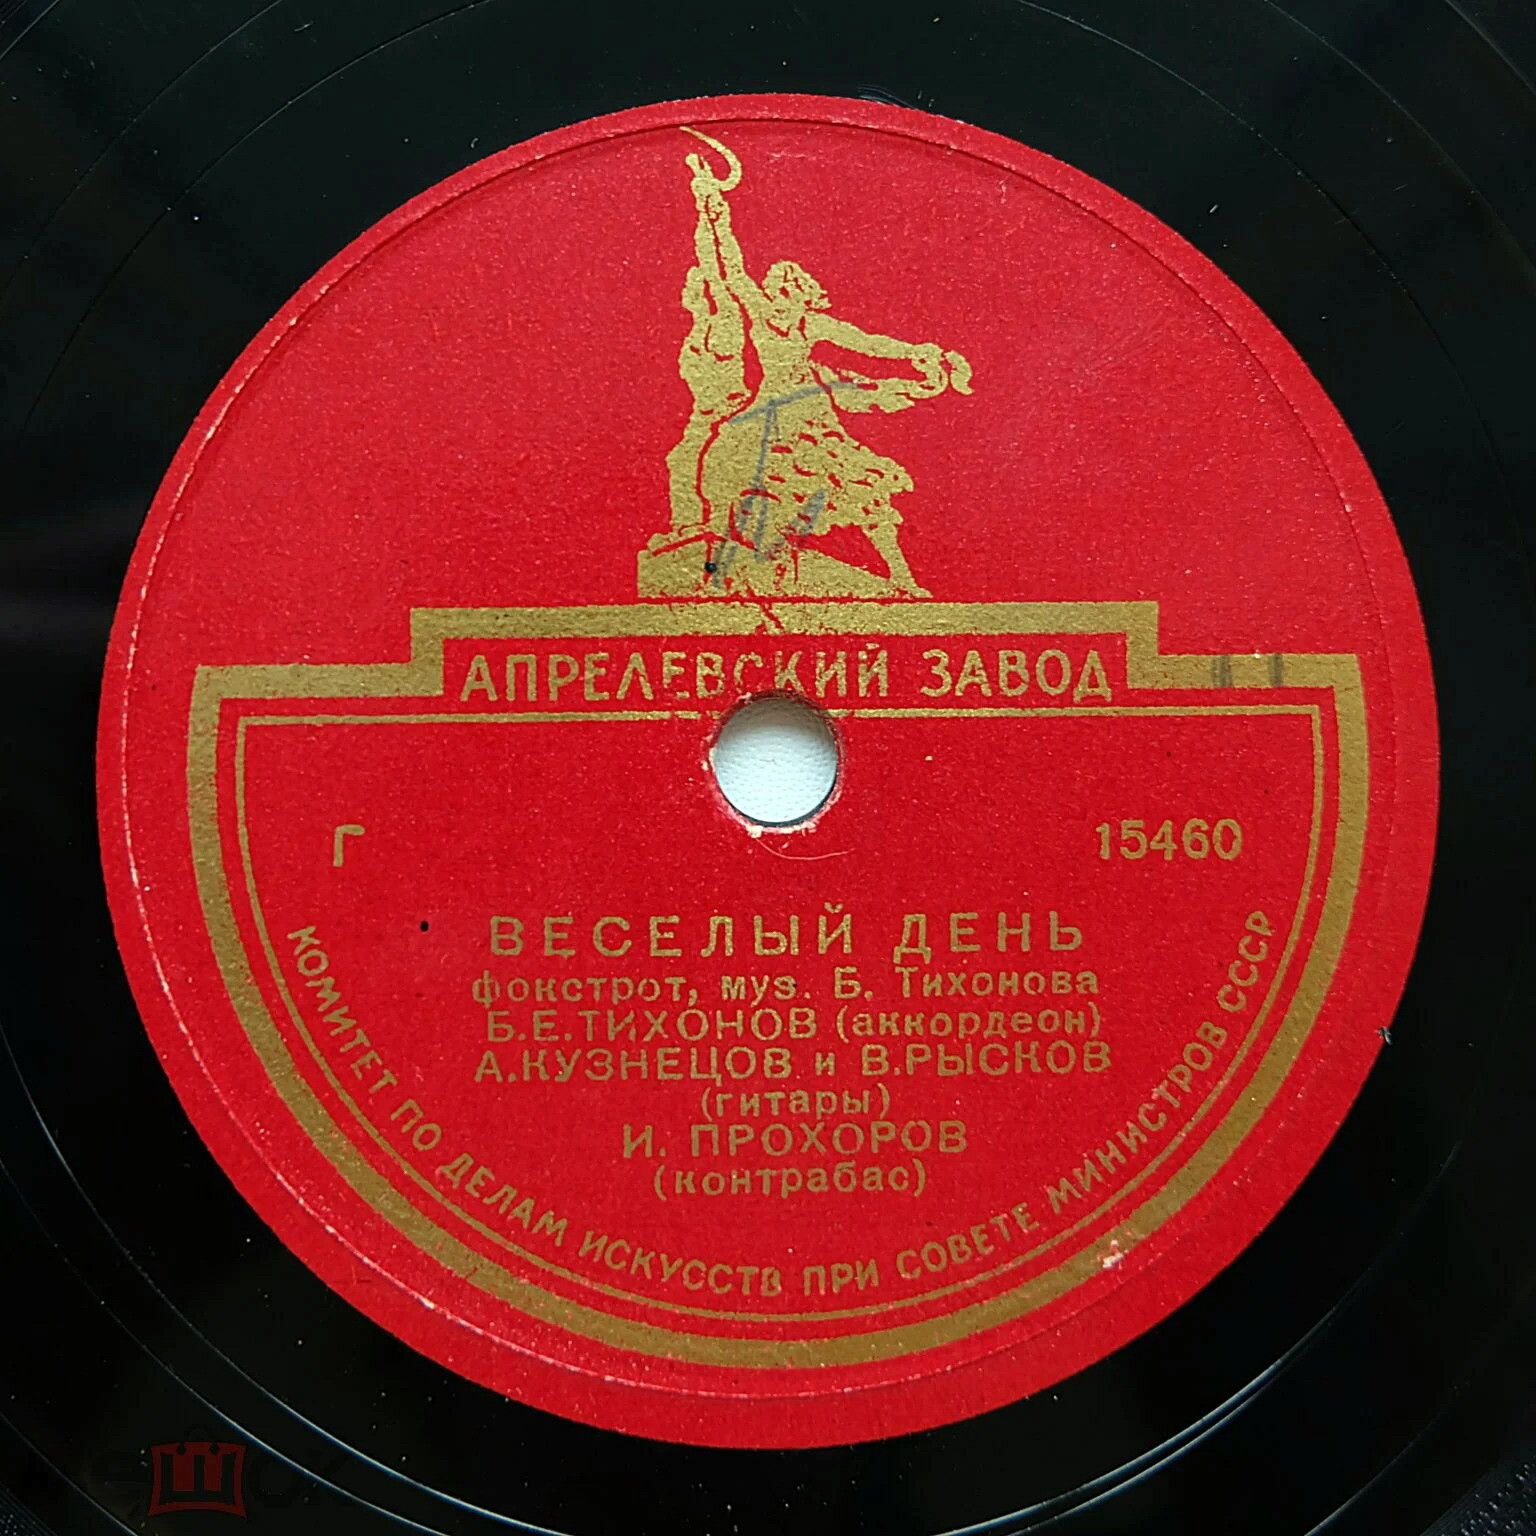 АПРЕЛЕВСКИЙ ЗАВОД
Г 15460
ВЕСЕЛЫЙ ДЕНЬ
фокстрот, муз. Б. Тихонова
Б.Е.ТИХОНОВ (аккордеон)
А.КУЗНЕЦОВ и В.РЫСКОВ
(гитары)
И. ПРОХОРОВ
(контрабас)
КОМИТЕТ ПО ДЕЛАМ ИСКУССТВ ПРИ СОВЕТЕ МИНИСТРОВ СССР